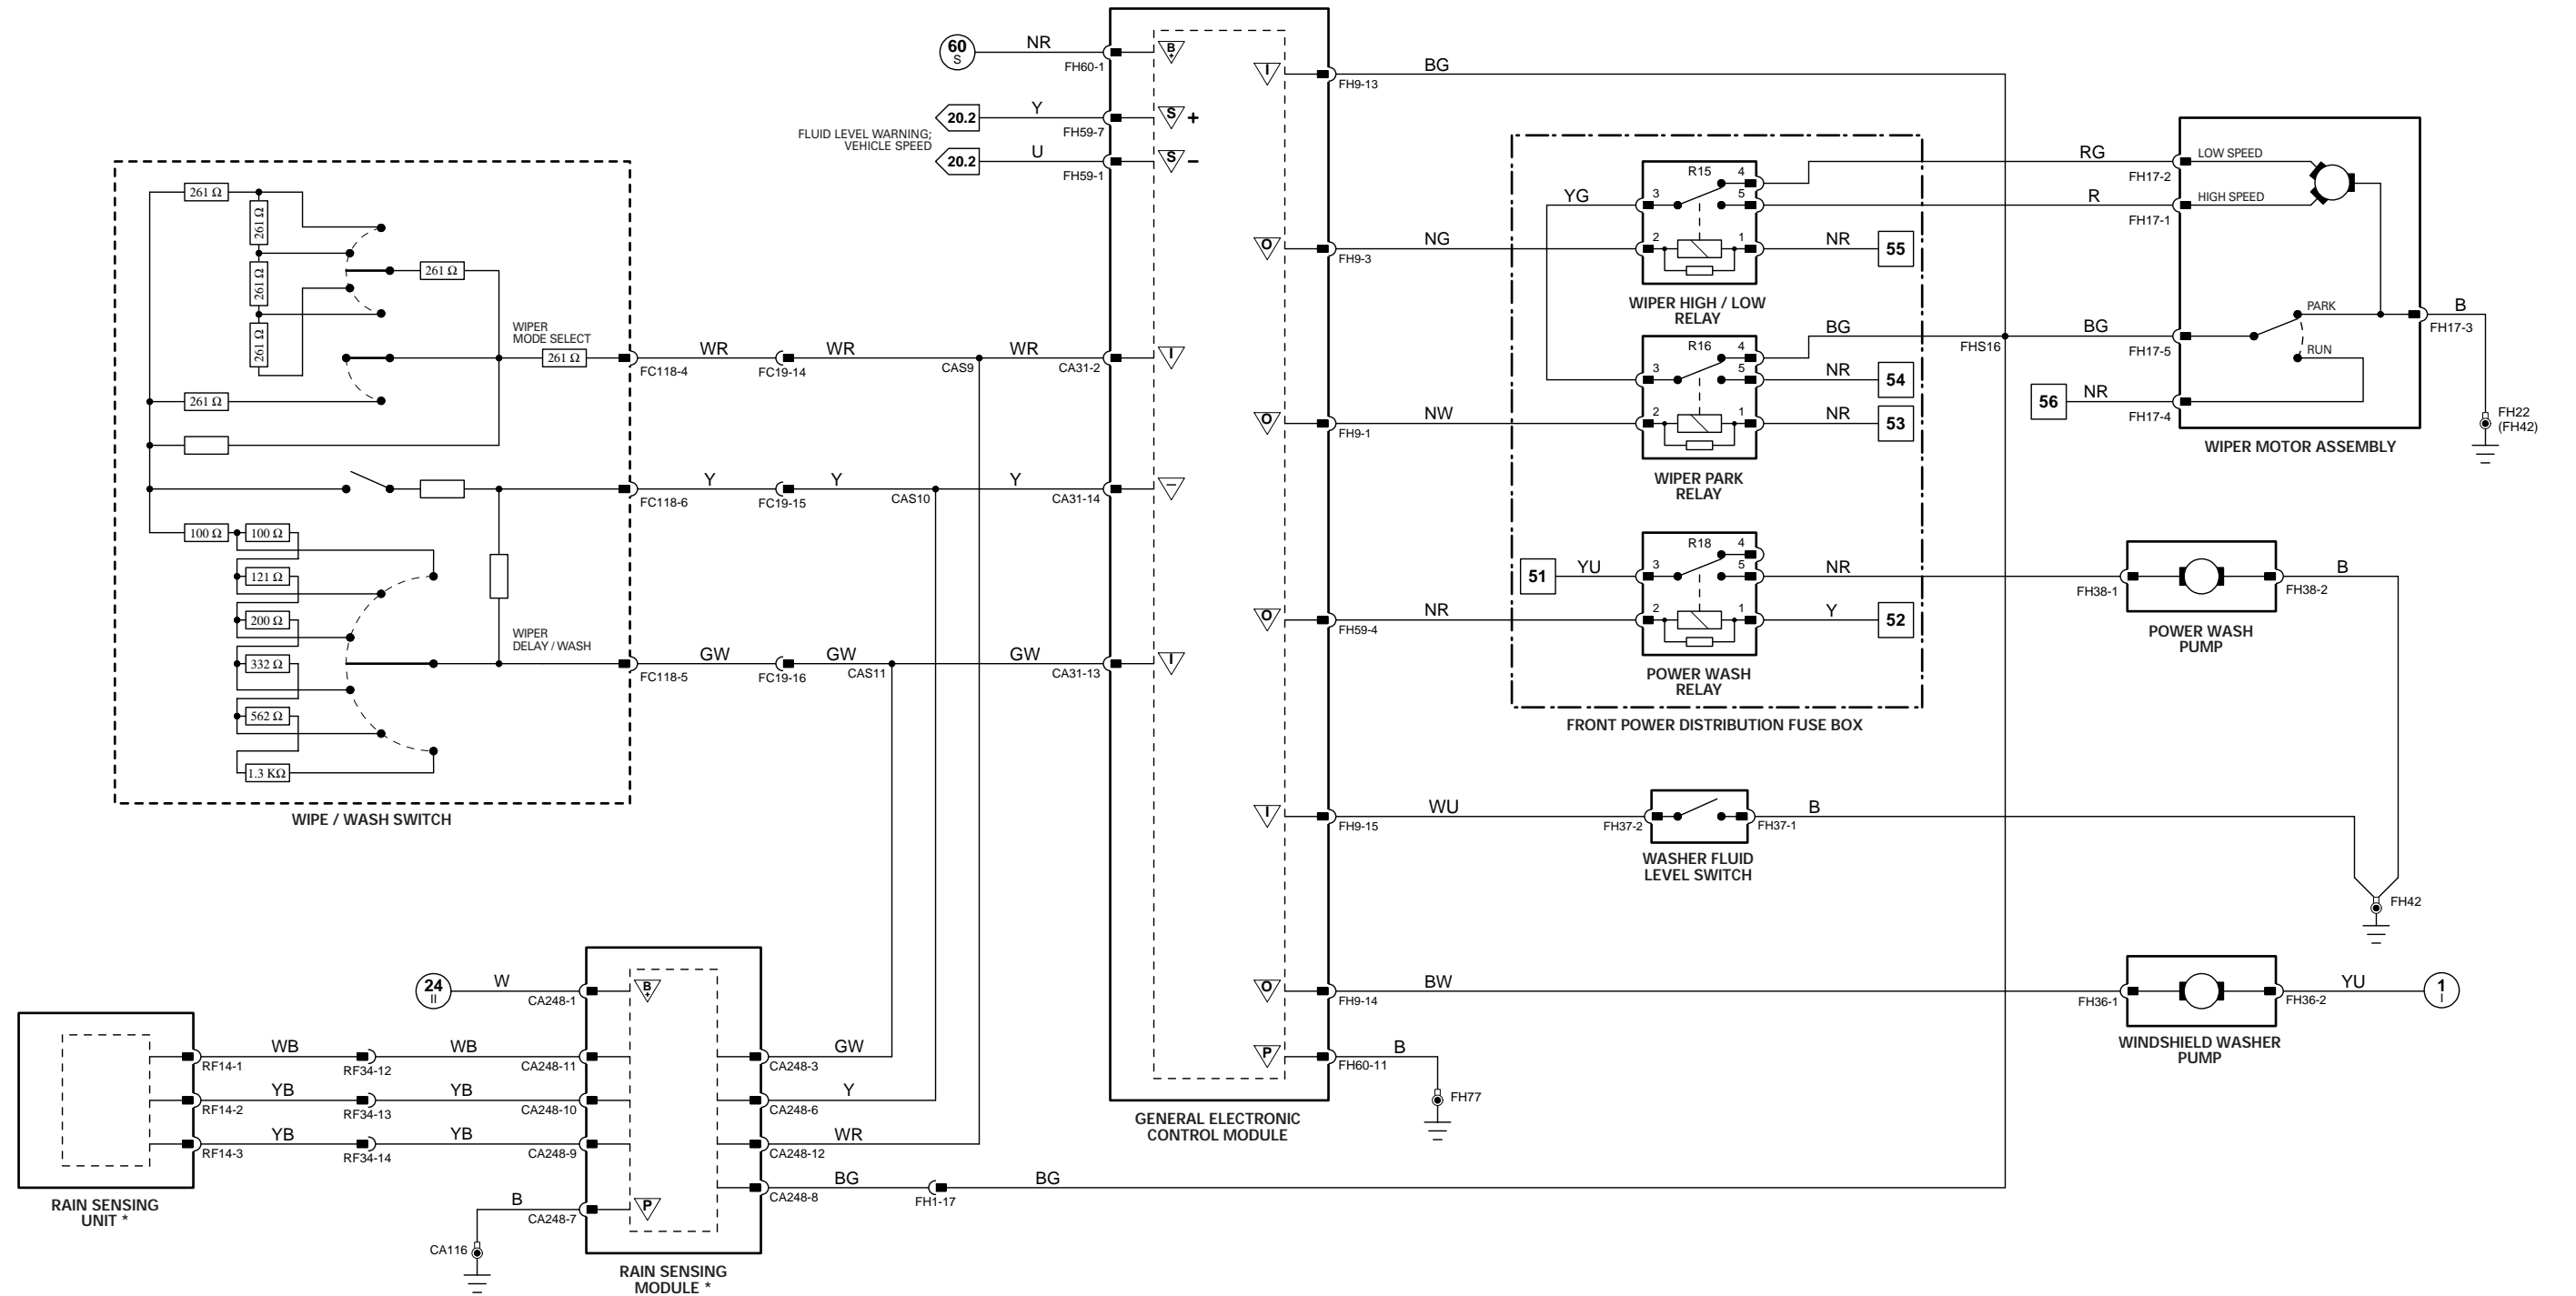 60
S
NR
FH60-1
B
+
I
FH9-13
BG
20.2
Y
FH59-7
S
+
FLUID LEVEL WARNING;
VEHICLE SPEED
20.2
U
FH59-1
S
–
O
FH9-3
NG
I
CA31-2
O
FH9-1
NW
–
CA31-14
O
FH59-4
NR
I
CA31-13
I
FH9-15
WU
O
FH9-14
BW
P
FH60-11
B
FH77
GENERAL ELECTRONIC
CONTROL MODULE
261 Ω
261 Ω
261 Ω
261 Ω
261 Ω
261 Ω
261 Ω
WIPER
MODE SELECT
FC118-4
WR
FC19-14
WR
CAS9
WR
FC118-6
Y
FC19-15
Y
CAS10
Y
100 Ω
100 Ω
121 Ω
200 Ω
332 Ω
562 Ω
1.3 KΩ
WIPER
DELAY / WASH
FC118-5
GW
FC19-16
GW
CAS11
GW
WIPE / WASH SWITCH
YG
R15
3
4
5
2
1
NR
55
WIPER HIGH / LOW
RELAY
R16
3
4
5
2
1
BG
NR
54
NR
53
WIPER PARK
RELAY
51
YU
R18
3
4
5
2
1
NR
Y
52
POWER WASH
RELAY
FRONT POWER DISTRIBUTION FUSE BOX
RG
FH17-2
LOW SPEED
R
FH17-1
HIGH SPEED
FHS16
BG
FH17-5
PARK
RUN
56
NR
FH17-4
B
FH17-3
FH22
(FH42)
WIPER MOTOR ASSEMBLY
FH38-1
FH38-2
B
POWER WASH
PUMP
FH37-2
FH37-1
B
WASHER FLUID
LEVEL SWITCH
FH42
FH36-1
FH36-2
YU
1
I
WINDSHIELD WASHER
PUMP
24
II
W
CA248-1
B
+
RF14-1
WB
RF34-12
WB
CA248-11
RF14-2
YB
RF34-13
YB
CA248-10
RF14-3
YB
RF34-14
YB
CA248-9
B
CA248-7
P
CA116
RAIN SENSING
UNIT *
CA248-3
GW
CA248-6
Y
CA248-12
WR
CA248-8
BG
FH1-17
BG
RAIN SENSING
MODULE *